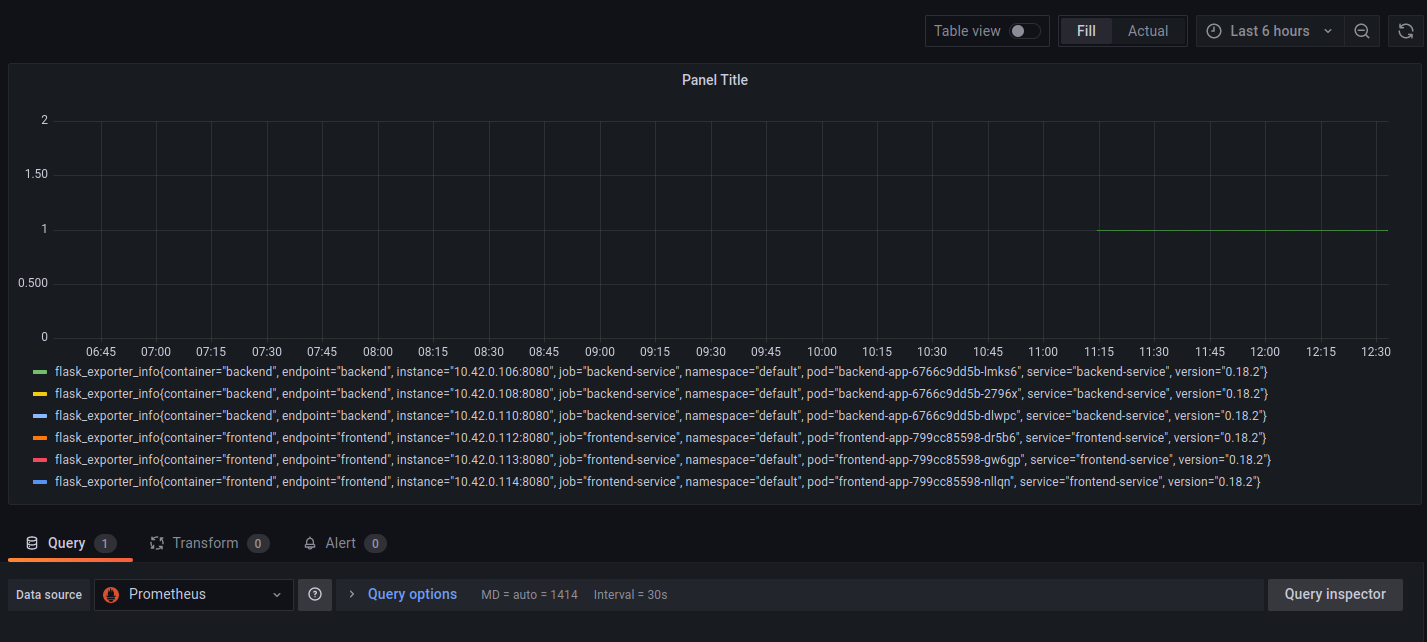 Table view Fill Actual Last 6 hours
Panel Title
2
1.50
1
0.500
0
06:45 07:00 07:15 07:30 07:45 08:00 08:15 08:30 08:45 09:00 09:15 09:30 09:45 10:00 10:15 10:30 10:45 11:00 11:15 11:30 11:45 12:00 12:15 12:30
flask_exporter_info{container="backend", endpoint="backend", instance="10.42.0.106:8080", job="backend-service", namespace="default", pod="backend-app-6766c9dd5b-lmks6", service="backend-service", version="0.18.2"}
flask_exporter_info{container="backend", endpoint="backend", instance="10.42.0.108:8080", job="backend-service", namespace="default", pod="backend-app-6766c9dd5b-2796x", service="backend-service", version="0.18.2"}
flask_exporter_info{container="backend", endpoint="backend", instance="10.42.0.110:8080", job="backend-service", namespace="default", pod="backend-app-6766c9dd5b-dlwpc", service="backend-service", version="0.18.2"}
flask_exporter_info{container="frontend", endpoint="frontend", instance="10.42.0.112:8080", job="frontend-service", namespace="default", pod="frontend-app-799cc85598-dr5b6", service="frontend-service", version="0.18.2"}
flask_exporter_info{container="frontend", endpoint="frontend", instance="10.42.0.113:8080", job="frontend-service", namespace="default", pod="frontend-app-799cc85598-gw6gp", service="frontend-service", version="0.18.2"}
flask_exporter_info{container="frontend", endpoint="frontend", instance="10.42.0.114:8080", job="frontend-service", namespace="default", pod="frontend-app-799cc85598-nllqn", service="frontend-service", version="0.18.2"}
Query 1 Transform 0 Alert 0
Data source Prometheus Query options MD = auto = 1414 Interval = 30s Query inspector